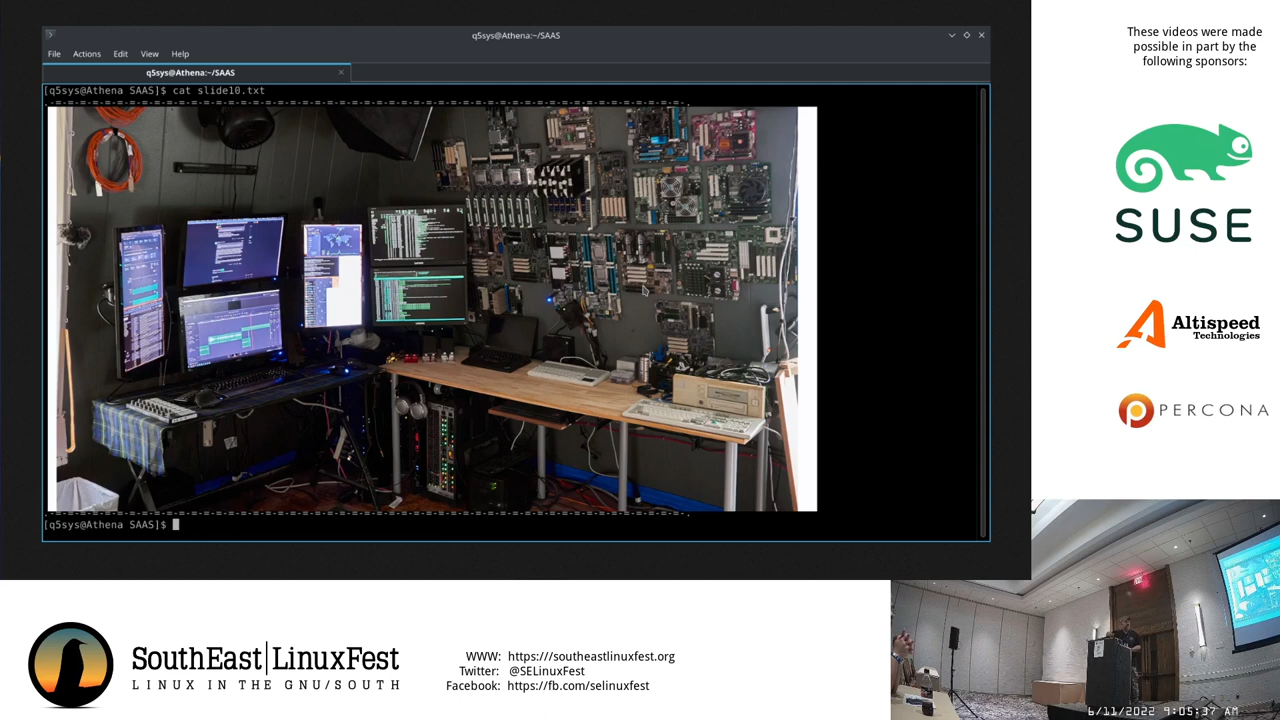 q5sys@Athena:~/SAAS
File Actions Edit View Help
q5sys@Athena:~/SAAS
[q5sys@Athena SAAS]$ cat slide10.txt
[q5sys@Athena SAAS]$
These videos were made
possible in part by the
following sponsors:
SUSE
Altispeed
Technologies
PERCONA
SouthEast|LinuxFest
LINUX IN THE GNU/SOUTH
WWW: https:///southeastlinuxfest.org
Twitter: @SELinuxFest
Facebook: https://fb.com/selinuxfest
6/11/2022 9:05:37 AM